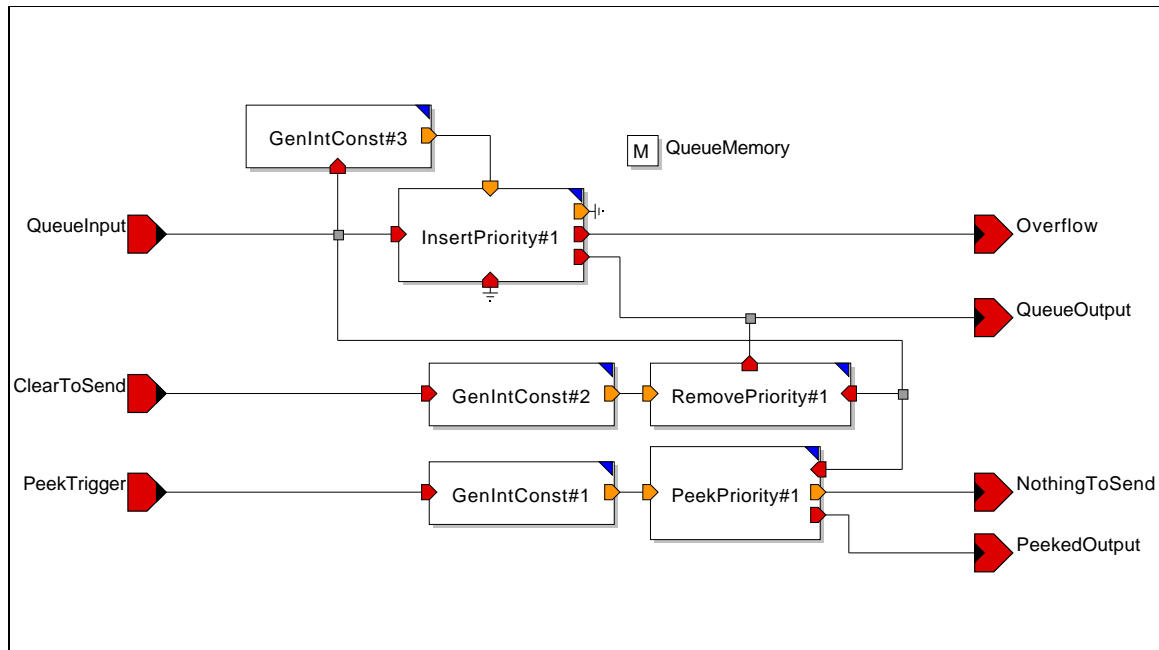 GenIntConst#3
M
QueueMemory
QueueInput
InsertPriority#1
Overflow
QueueOutput
ClearToSend
GenIntConst#2
RemovePriority#1
PeekTrigger
GenIntConst#1
PeekPriority#1
NothingToSend
PeekedOutput